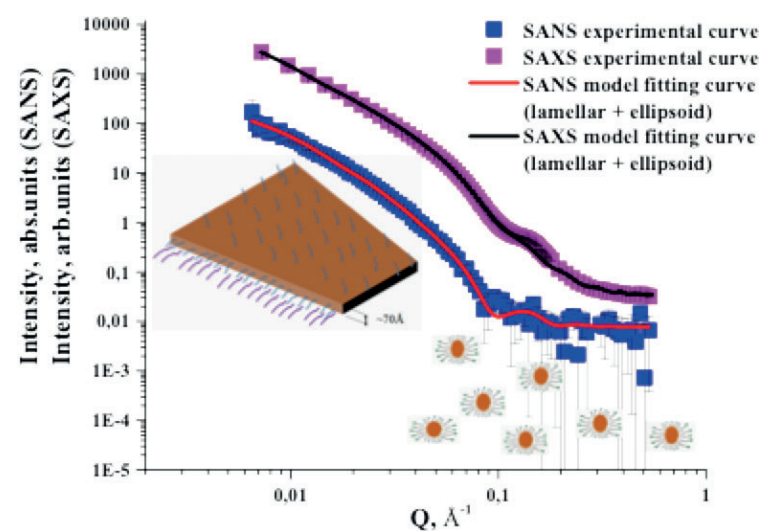 Intensity, abs.units (SANS)
Intensity, arb.units (SAXS)
10000
1000
100
10
1
0,1
0,01
1E-3
1E-4
1E-5
SANS experimental curve
SAXS experimental curve
SANS model fitting curve
(lamellar + ellipsoid)
SAXS model fitting curve
(lamellar + ellipsoid)
~70Å
0,01
0,1
1
Q, Å⁻¹